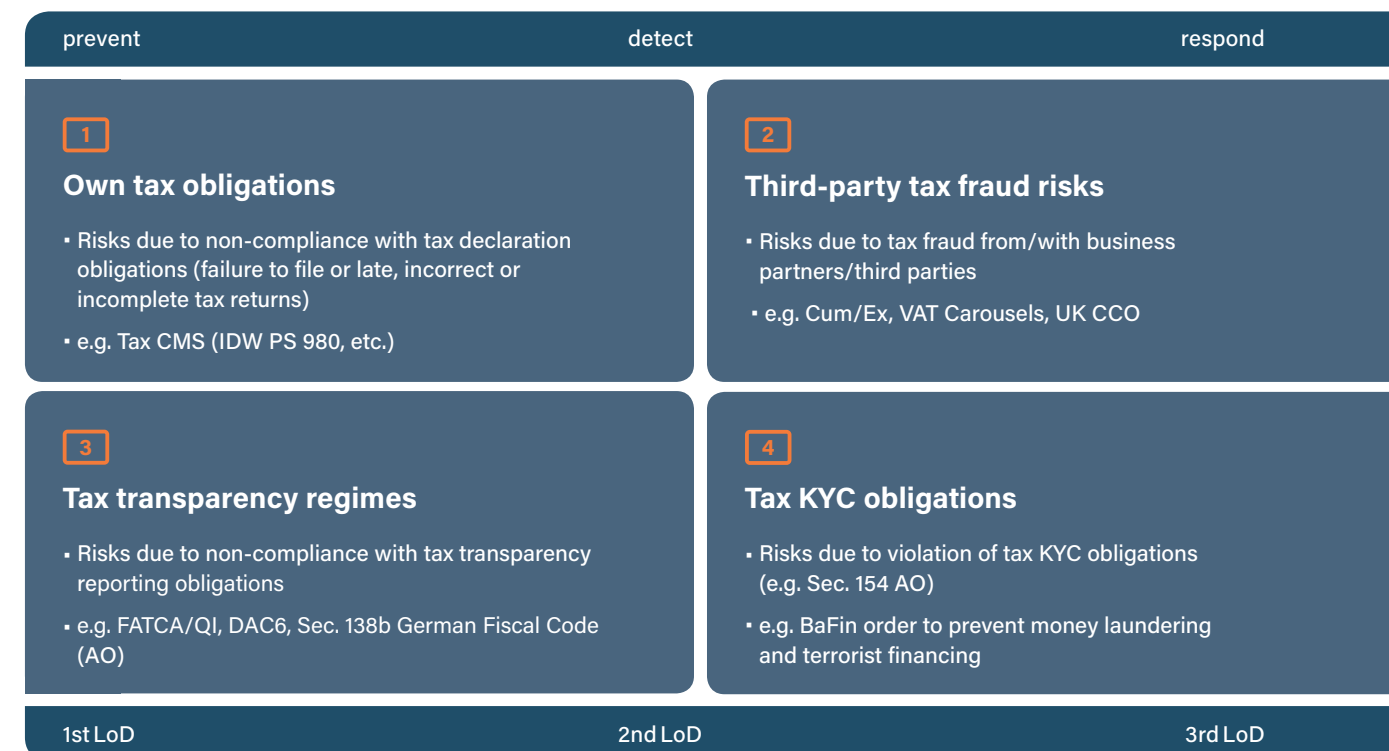 prevent detect respond
1
Own tax obligations
▪ Risks due to non-compliance with tax declaration
obligations (failure to file or late, incorrect or
incomplete tax returns)
▪ e.g. Tax CMS (IDW PS 980, etc.)
2
Third-party tax fraud risks
▪ Risks due to tax fraud from/with business
partners/third parties
▪ e.g. Cum/Ex, VAT Carousels, UK CCO
3
Tax transparency regimes
▪ Risks due to non-compliance with tax transparency
reporting obligations
▪ e.g. FATCA/QI, DAC6, Sec. 138b German Fiscal Code
(AO)
4
Tax KYC obligations
▪ Risks due to violation of tax KYC obligations
(e.g. Sec. 154 AO)
▪ e.g. BaFin order to prevent money laundering
and terrorist financing
1st LoD 2nd LoD 3rd LoD